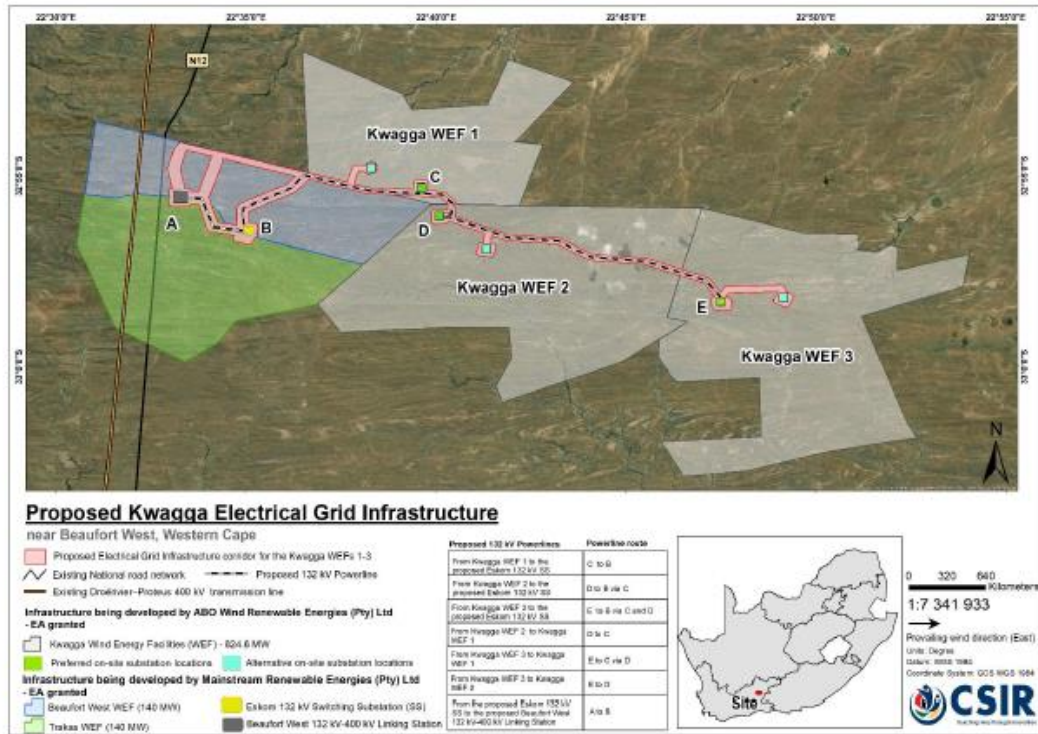 22°30'0"E 22°35'0"E 22°40'0"E 22°45'0"E 22°50'0"E 22°55'0"E
N12
Kwagga WEF 1
C
A
B
D
Kwagga WEF 2
E
Kwagga WEF 3
N
Proposed Kwagga Electrical Grid Infrastructure
near Beaufort West, Western Cape
Proposed Electrical Grid Infrastructure corridor for the Kwagga WEFs 1-3
Existing National road network
Proposed 132 kV Powerline
Existing Droërivier–Proteus 400 kV transmission line
Infrastructure being developed by ABO Wind Renewable Energies (Pty) Ltd
- EA granted
Kwagga Wind Energy Facilities (WEF) - 824.6 MW
Preferred on-site substation locations
Alternative on-site substation locations
Infrastructure being developed by Mainstream Renewable Energies (Pty) Ltd
- EA granted
Beaufort West WEF (140 MW)
Eskom 132 kV Switching Substation (SS)
Trakas WEF (140 MW)
Beaufort West 132 kV-400 kV Linking Station
Proposed 132 kV Powerlines
Powerline route
From Kwagga WEF 1 to the
proposed Eskom 132 kV SS
C to B
From Kwagga WEF 2 to the
proposed Eskom 132 kV SS
D to B via C
From Kwagga WEF 3 to the
proposed Eskom 132 kV SS
E to B via C and D
From Kwagga WEF 2 to Kwagga
WEF 1
D to C
From Kwagga WEF 3 to Kwagga
WEF 1
E to C via D
From Kwagga WEF 3 to Kwagga
WEF 2
E to D
From the proposed Eskom 132 kV
SS to the proposed Beaufort West
132 kV-400 kV Linking Station
A to B
Site
0 320 640
Kilometers
1:7 341 933
Prevailing wind direction (East)
Units: Degree
Datum: WGS 1984
Coordinate System: GCS WGS 1984
CSIR